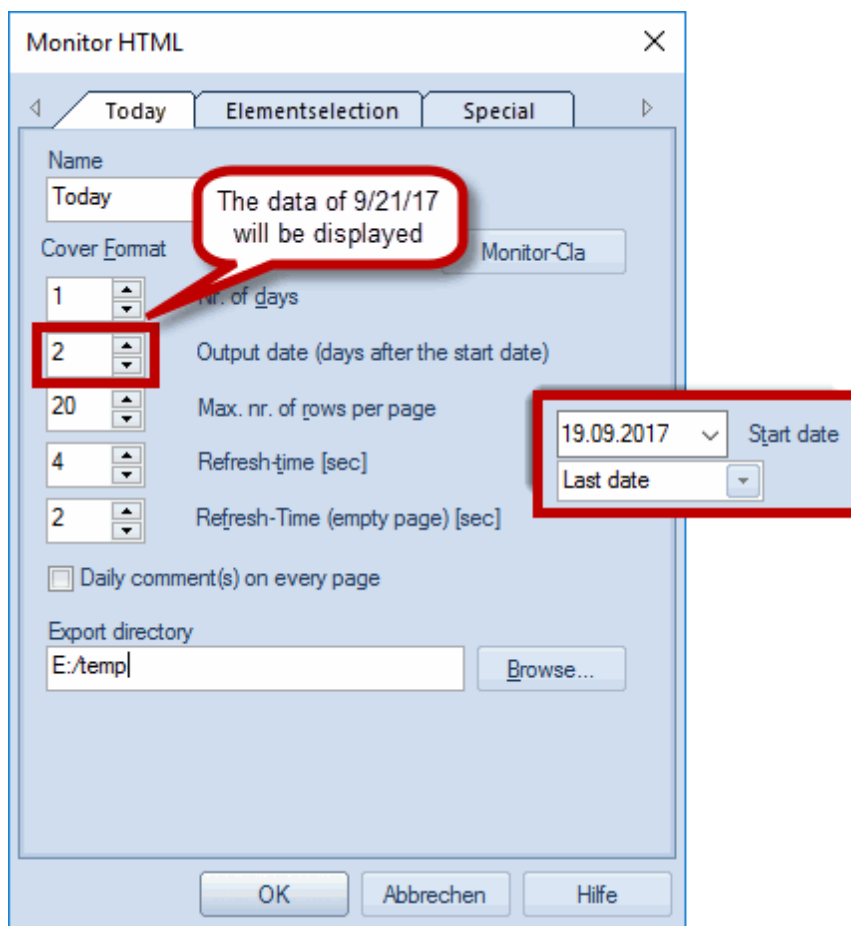 Monitor HTML
Today
Elementselection
Special
Name
Today
The data of 9/21/17
will be displayed
Cover Format
Monitor-Cla
1
Nr. of days
2
Output date (days after the start date)
20
Max. nr. of rows per page
19.09.2017
Start date
4
Refresh-time [sec]
Last date
2
Refresh-Time (empty page) [sec]
Daily comment(s) on every page
Export directory
E:/temp
Browse...
OK
Abbrechen
Hilfe